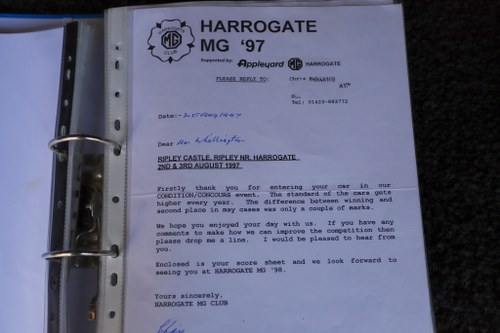 HARROGATE
MG '97
HARROGATE
MG
CLUB
Supported by: Appleyard MG HARROGATE
PLEASE REPLY TO: Chris
Tel: 01423-863772
Date:-
Dear Mr
RIPLEY CASTLE, RIPLEY NR. HARROGATE
2ND & 3RD AUGUST 1997
Firstly thank you for entering your car in our
CONDITION/CONCOURS event. The standard of the cars gets
higher every year. The difference between winning and
second place in may cases was only a couple of marks.
We hope you enjoyed your day with us. If you have any
comments to make how we can improve the competition then
please drop me a line. I would be pleased to hear from
you.
Enclosed is your score sheet and we look forward to
seeing you at HARROGATE MG '98.
Yours sincerely,
HARROGATE MG CLUB